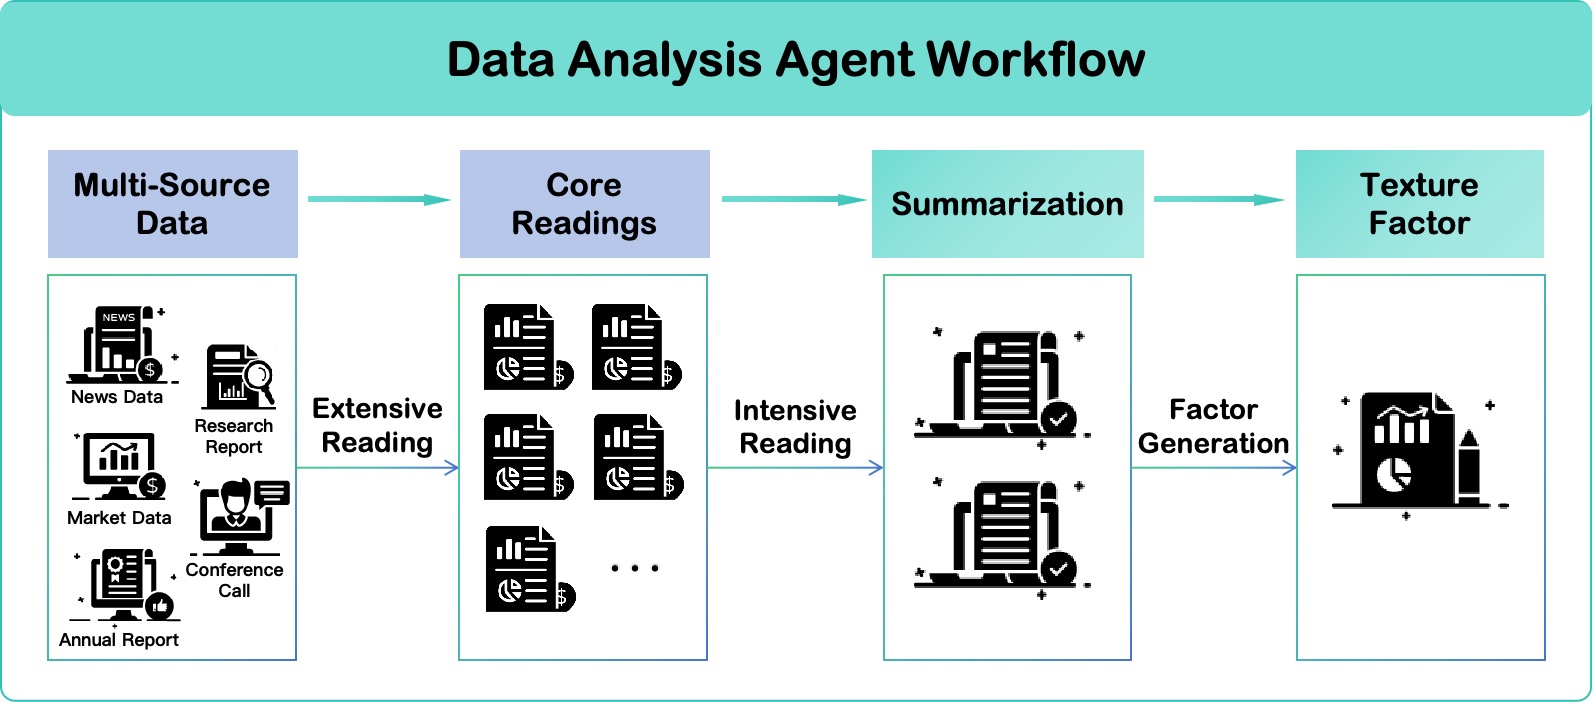 Data Analysis Agent Workflow
Multi-Source
Data
Core
Readings
Summarization
Texture
Factor
NEWS
$
News Data
Research
Report
$
Market Data
Conference
Call
Annual Report
Extensive
Reading
$
$
$
$
$
...
Intensive
Reading
Factor
Generation